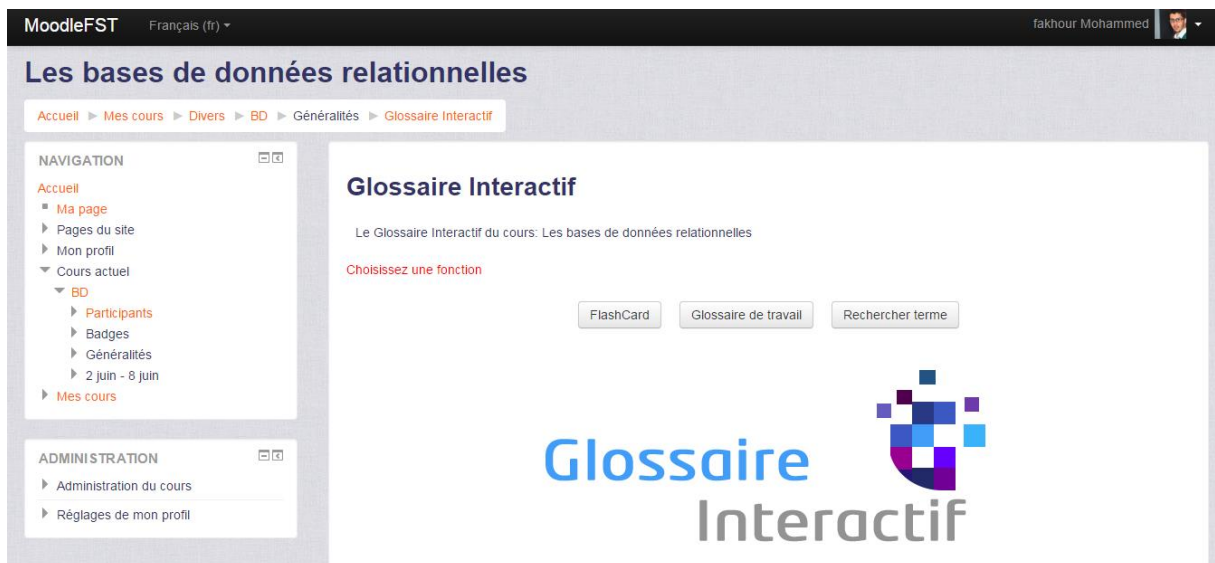 MoodleFST Français (fr) fakhour Mohammed
Les bases de données relationnelles
Accueil Mes cours Divers BD Généralités Glossaire Interactif
NAVIGATION
Accueil
Ma page
Pages du site
Mon profil
Cours actuel
BD
Participants
Badges
Généralités
2 juin - 8 juin
Mes cours
ADMINISTRATION
Administration du cours
Réglages de mon profil
Glossaire Interactif
Le Glossaire Interactif du cours: Les bases de données relationnelles
Choisissez une fonction
FlashCard Glossaire de travail Rechercher terme
Glossaire
Interactif